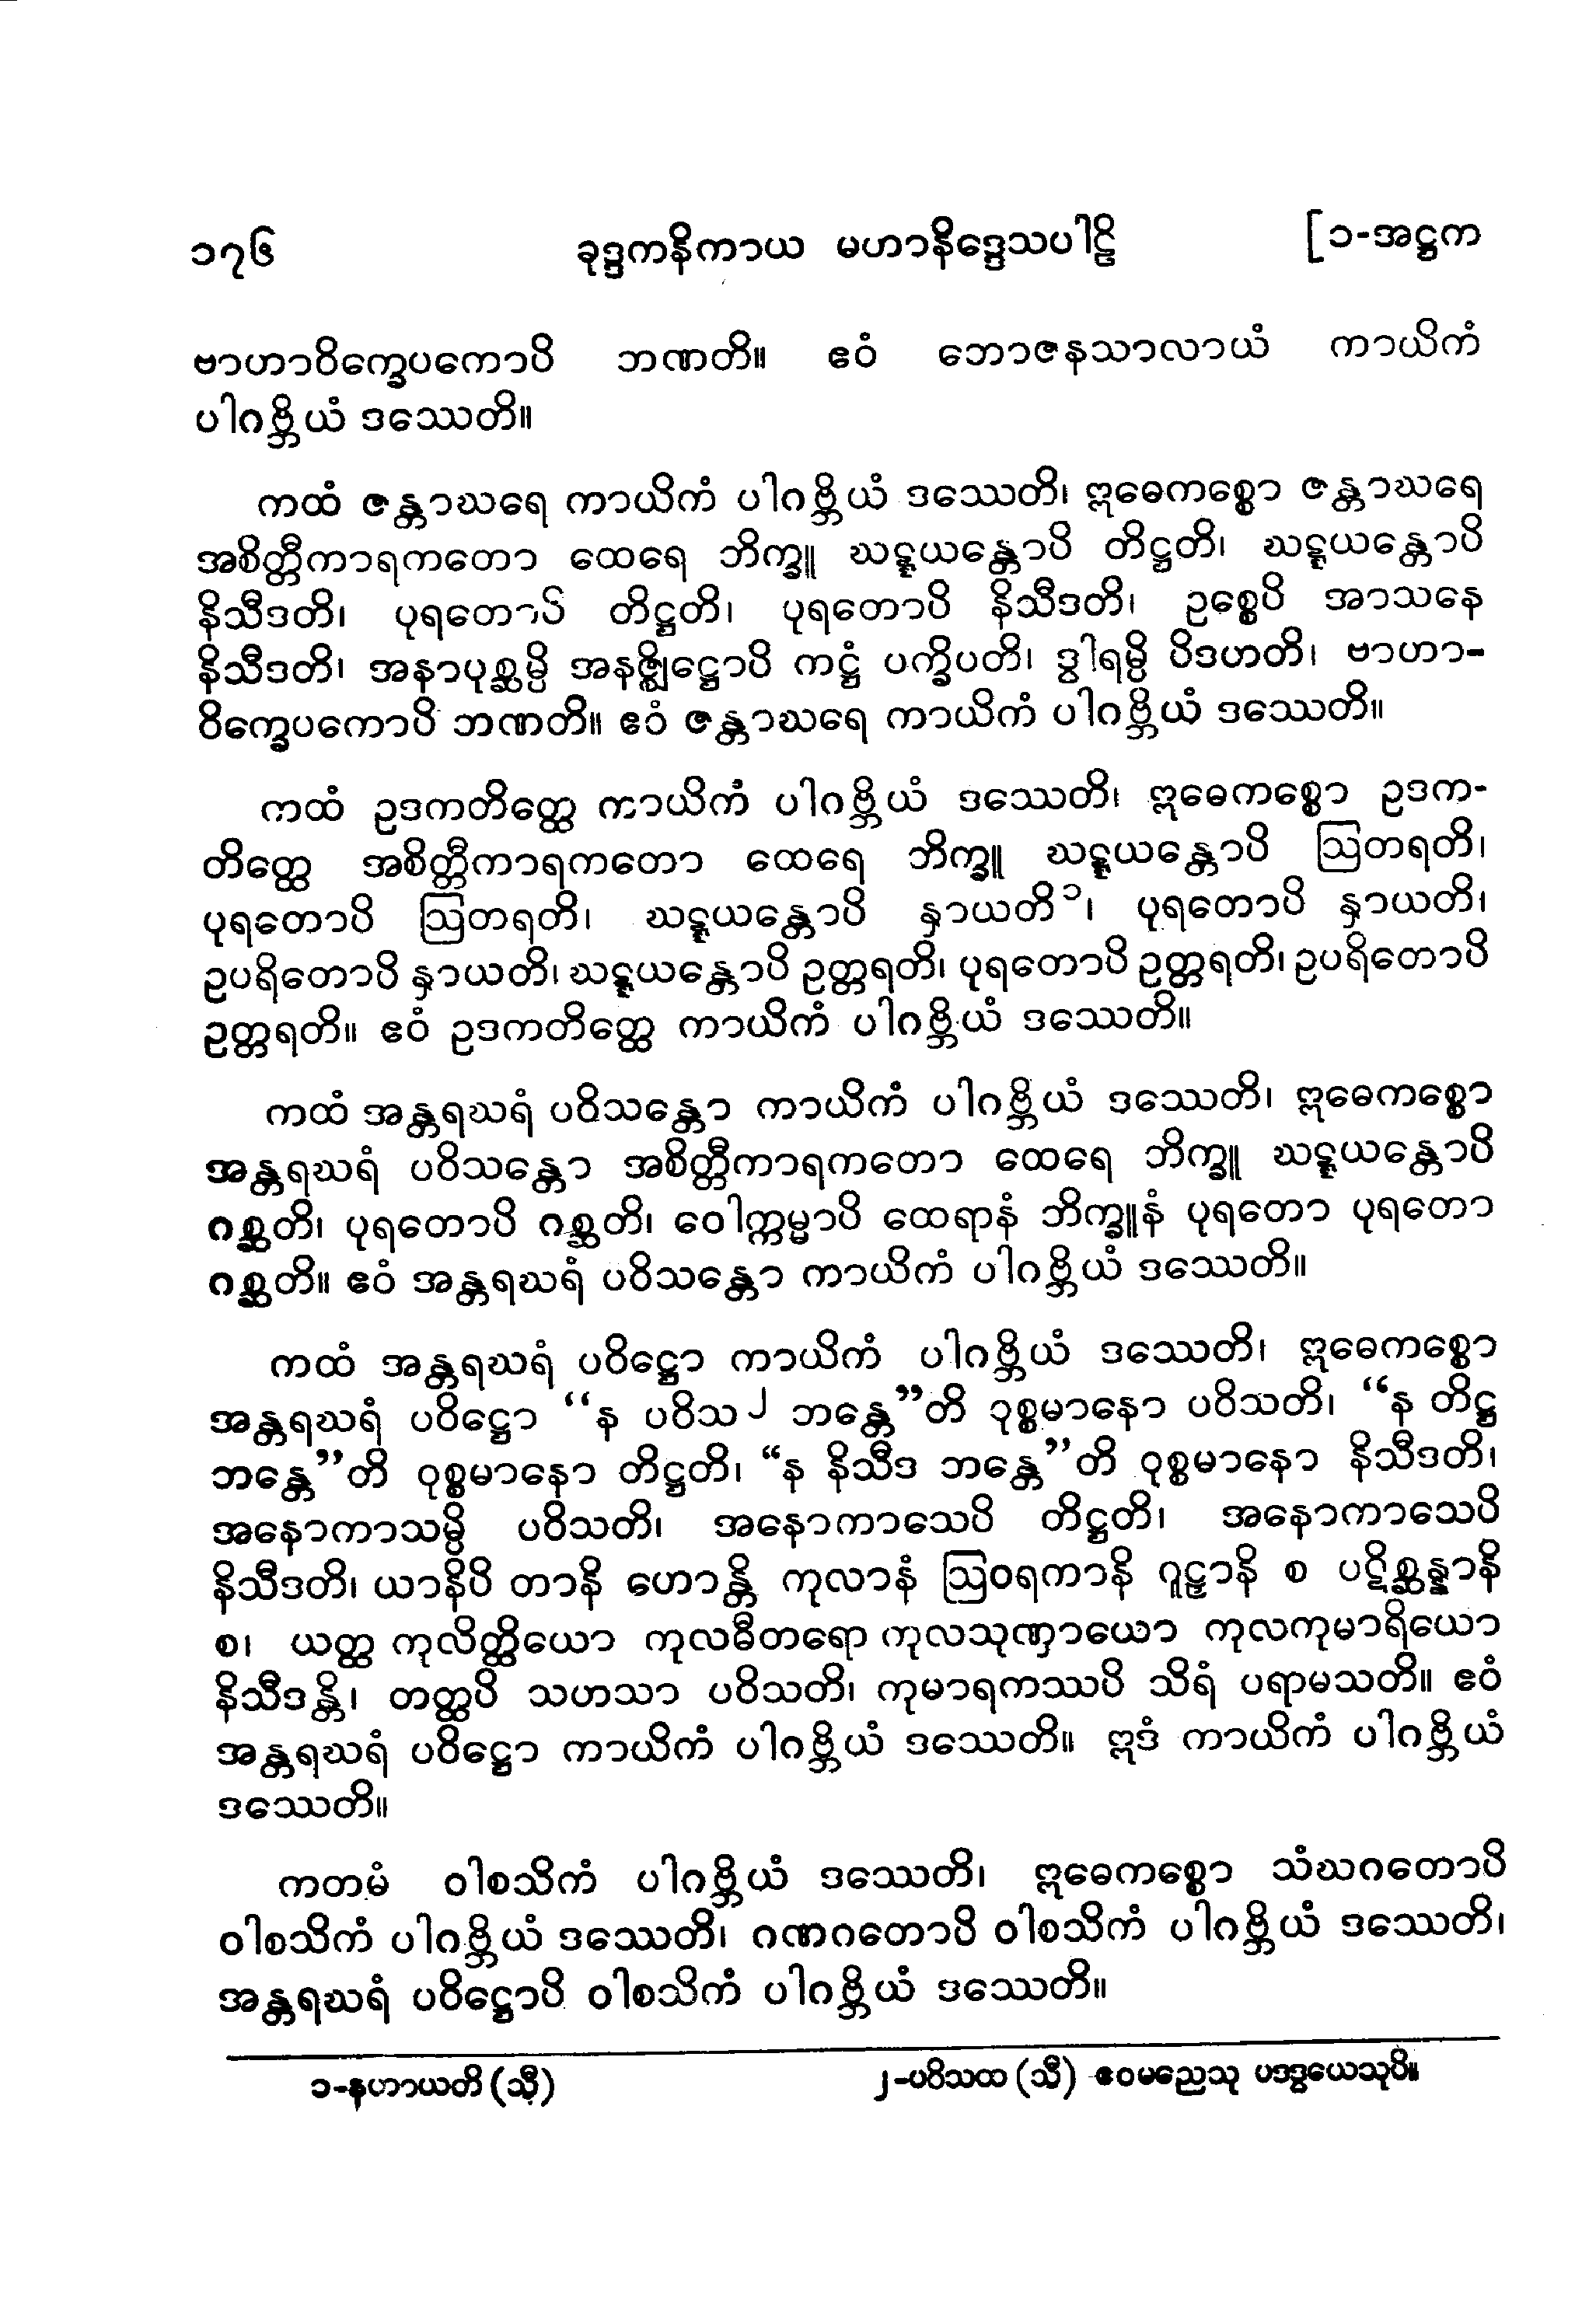 ၁၇၆ ခုဒ္ဒကနိကာယ မဟာနိဒ္ဒေသပါဠိ [၁-အဋ္ဌက
ဗာဟာဝိက္ခေပကောပိ ဘဏတိ။ ဧဝံ ဘောဇနသာလာယံ ကာယိကံ
ပါဂဗ္ဘိယံ ဒဿေတိ။
ကထံ ဇန္တာဃရေ ကာယိကံ ပါဂဗ္ဘိယံ ဒဿေတိ၊ ဣဓေကစ္စော ဇန္တာဃရေ
အစိတ္တီကာရကတော ထေရေ ဘိက္ခူ ဃဋ္ဋယန္တောပိ တိဋ္ဌတိ၊ ဃဋ္ဋယန္တောပိ
နိသီဒတိ၊ ပုရတောပိ တိဋ္ဌတိ၊ ပုရတောပိ နိသီဒတိ၊ ဥစ္စေပိ အာသနေ
နိသီဒတိ၊ အနာပုစ္ဆမ္ပိ အနဇ္ဈိဋ္ဌောပိ ကဋ္ဌံ ပက္ခိပတိ၊ ဒွါရမ္ပိ ပိဒဟတိ၊ ဗာဟာ-
ဝိက္ခေပကောပိ ဘဏတိ။ ဧဝံ ဇန္တာဃရေ ကာယိကံ ပါဂဗ္ဘိယံ ဒဿေတိ။
ကထံ ဥဒကတိတ္ထေ ကာယိကံ ပါဂဗ္ဘိယံ ဒဿေတိ၊ ဣဓေကစ္စော ဥဒက-
တိတ္ထေ အစိတ္တီကာရကတော ထေရေ ဘိက္ခူ ဃဋ္ဋယန္တောပိ ဩတရတိ၊
ပုရတောပိ ဩတရတိ၊ ဃဋ္ဋယန္တောပိ နှာယတိ၁၊ ပုရတောပိ နှာယတိ၊
ဥပရိတောပိ နှာယတိ၊ ဃဋ္ဋယန္တောပိ ဥတ္တရတိ၊ ပုရတောပိ ဥတ္တရတိ၊ ဥပရိတောပိ
ဥတ္တရတိ။ ဧဝံ ဥဒကတိတ္ထေ ကာယိကံ ပါဂဗ္ဘိယံ ဒဿေတိ။
ကထံ အန္တရဃရံ ပဝိသန္တော ကာယိကံ ပါဂဗ္ဘိယံ ဒဿေတိ၊ ဣဓေကစ္စော
အန္တရဃရံ ပဝိသန္တော အစိတ္တီကာရကတော ထေရေ ဘိက္ခူ ဃဋ္ဋယန္တောပိ
ဂစ္ဆတိ၊ ပုရတောပိ ဂစ္ဆတိ၊ ဝေါက္ကမ္မာပိ ထေရာနံ ဘိက္ခူနံ ပုရတော ပုရတော
ဂစ္ဆတိ။ ဧဝံ အန္တရဃရံ ပဝိသန္တော ကာယိကံ ပါဂဗ္ဘိယံ ဒဿေတိ။
ကထံ အန္တရဃရံ ပဝိဋ္ဌော ကာယိကံ ပါဂဗ္ဘိယံ ဒဿေတိ၊ ဣဓေကစ္စော
အန္တရဃရံ ပဝိဋ္ဌော “န ပဝိသ၂ ဘန္တေ”တိ ဝုစ္စမာနော ပဝိသတိ၊ “န တိဋ္ဌ
ဘန္တေ”တိ ဝုစ္စမာနော တိဋ္ဌတိ၊ “န နိသီဒ ဘန္တေ”တိ ဝုစ္စမာနော နိသီဒတိ၊
အနောကာသမ္ပိ ပဝိသတိ၊ အနောကာသေပိ တိဋ္ဌတိ၊ အနောကာသေပိ
နိသီဒတိ၊ ယာနိပိ တာနိ ဟောန္တိ ကုလာနံ ဩဝရကာနိ ဂူဠှာနိ စ ပဋိစ္ဆန္နာနိ
စ၊ ယတ္ထ ကုလိတ္ထိယော ကုလဓီတရော ကုလသုဏှာယော ကုလကုမာရိယော
နိသီဒန္တိ၊ တတ္ထပိ သဟသာ ပဝိသတိ၊ ကုမာရကဿပိ သိရံ ပရာမသတိ။ ဧဝံ
အန္တရဃရံ ပဝိဋ္ဌော ကာယိကံ ပါဂဗ္ဘိယံ ဒဿေတိ။ ဣဒံ ကာယိကံ ပါဂဗ္ဘိယံ
ဒဿေတိ။
ကတမံ ဝါစသိကံ ပါဂဗ္ဘိယံ ဒဿေတိ၊ ဣဓေကစ္စော သံဃဂတောပိ
ဝါစသိကံ ပါဂဗ္ဘိယံ ဒဿေတိ၊ ဂဏဂတောပိ ဝါစသိကံ ပါဂဗ္ဘိယံ ဒဿေတိ၊
အန္တရဃရံ ပဝိဋ္ဌောပိ ဝါစသိကံ ပါဂဗ္ဘိယံ ဒဿေတိ။
၁-နဟာယတိ (သီ) ၂-ပဝိသထ (သီ) ဧဝမညေသု ပဒဒွယေသုပိ။